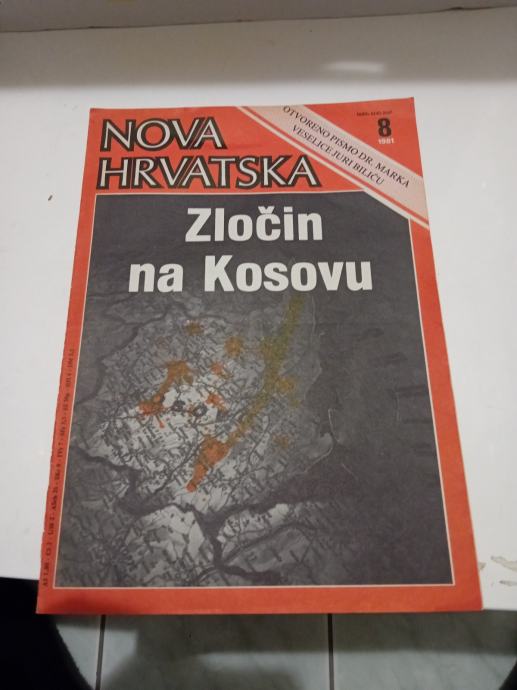 NOVA
HRVATSKA
OTVORENO PISMO DR. MARKA
VESELICE JURI BILIĆU
8
1981
Zločin
na Kosovu